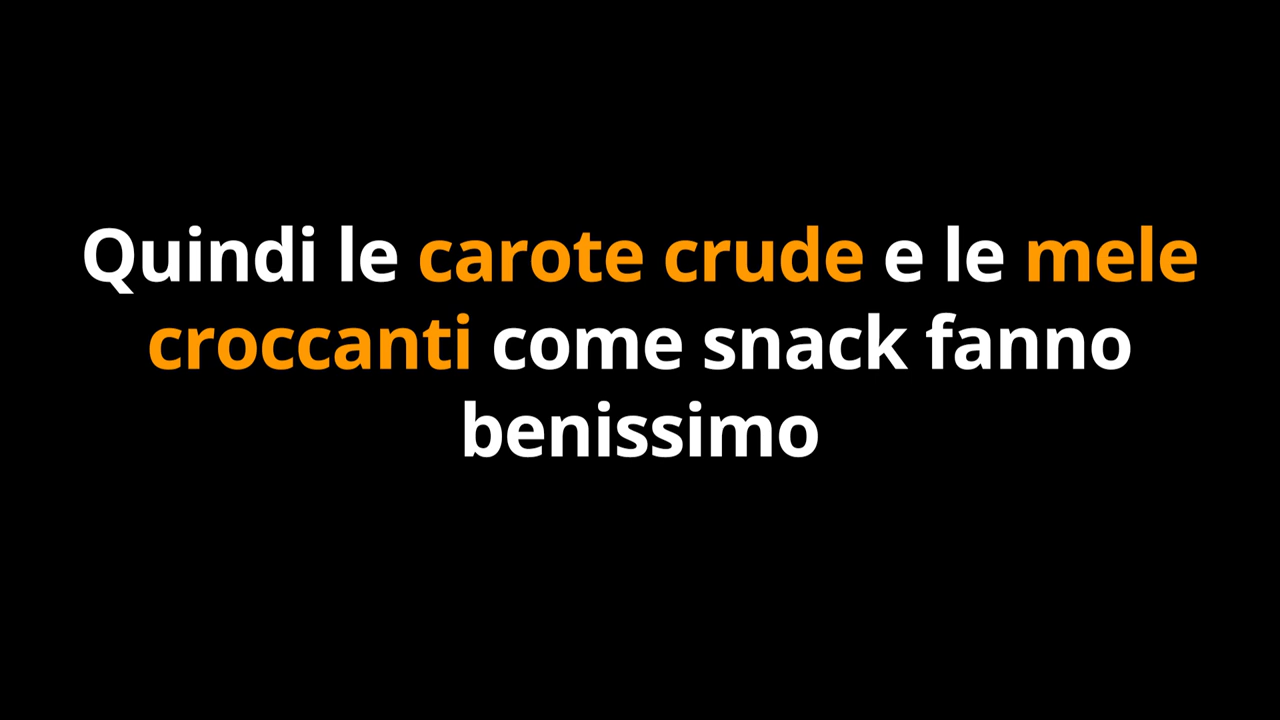 Quindi le carote crude e le mele
croccanti come snack fanno
benissimo